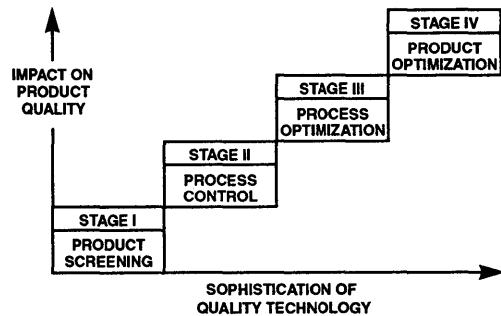 STAGE IV
PRODUCT
OPTIMIZATION
IMPACT ON
PRODUCT
QUALITY
STAGE III
PROCESS
OPTIMIZATION
STAGE II
PROCESS
CONTROL
STAGE I
PRODUCT
SCREENING
SOPHISTICATION OF
QUALITY TECHNOLOGY